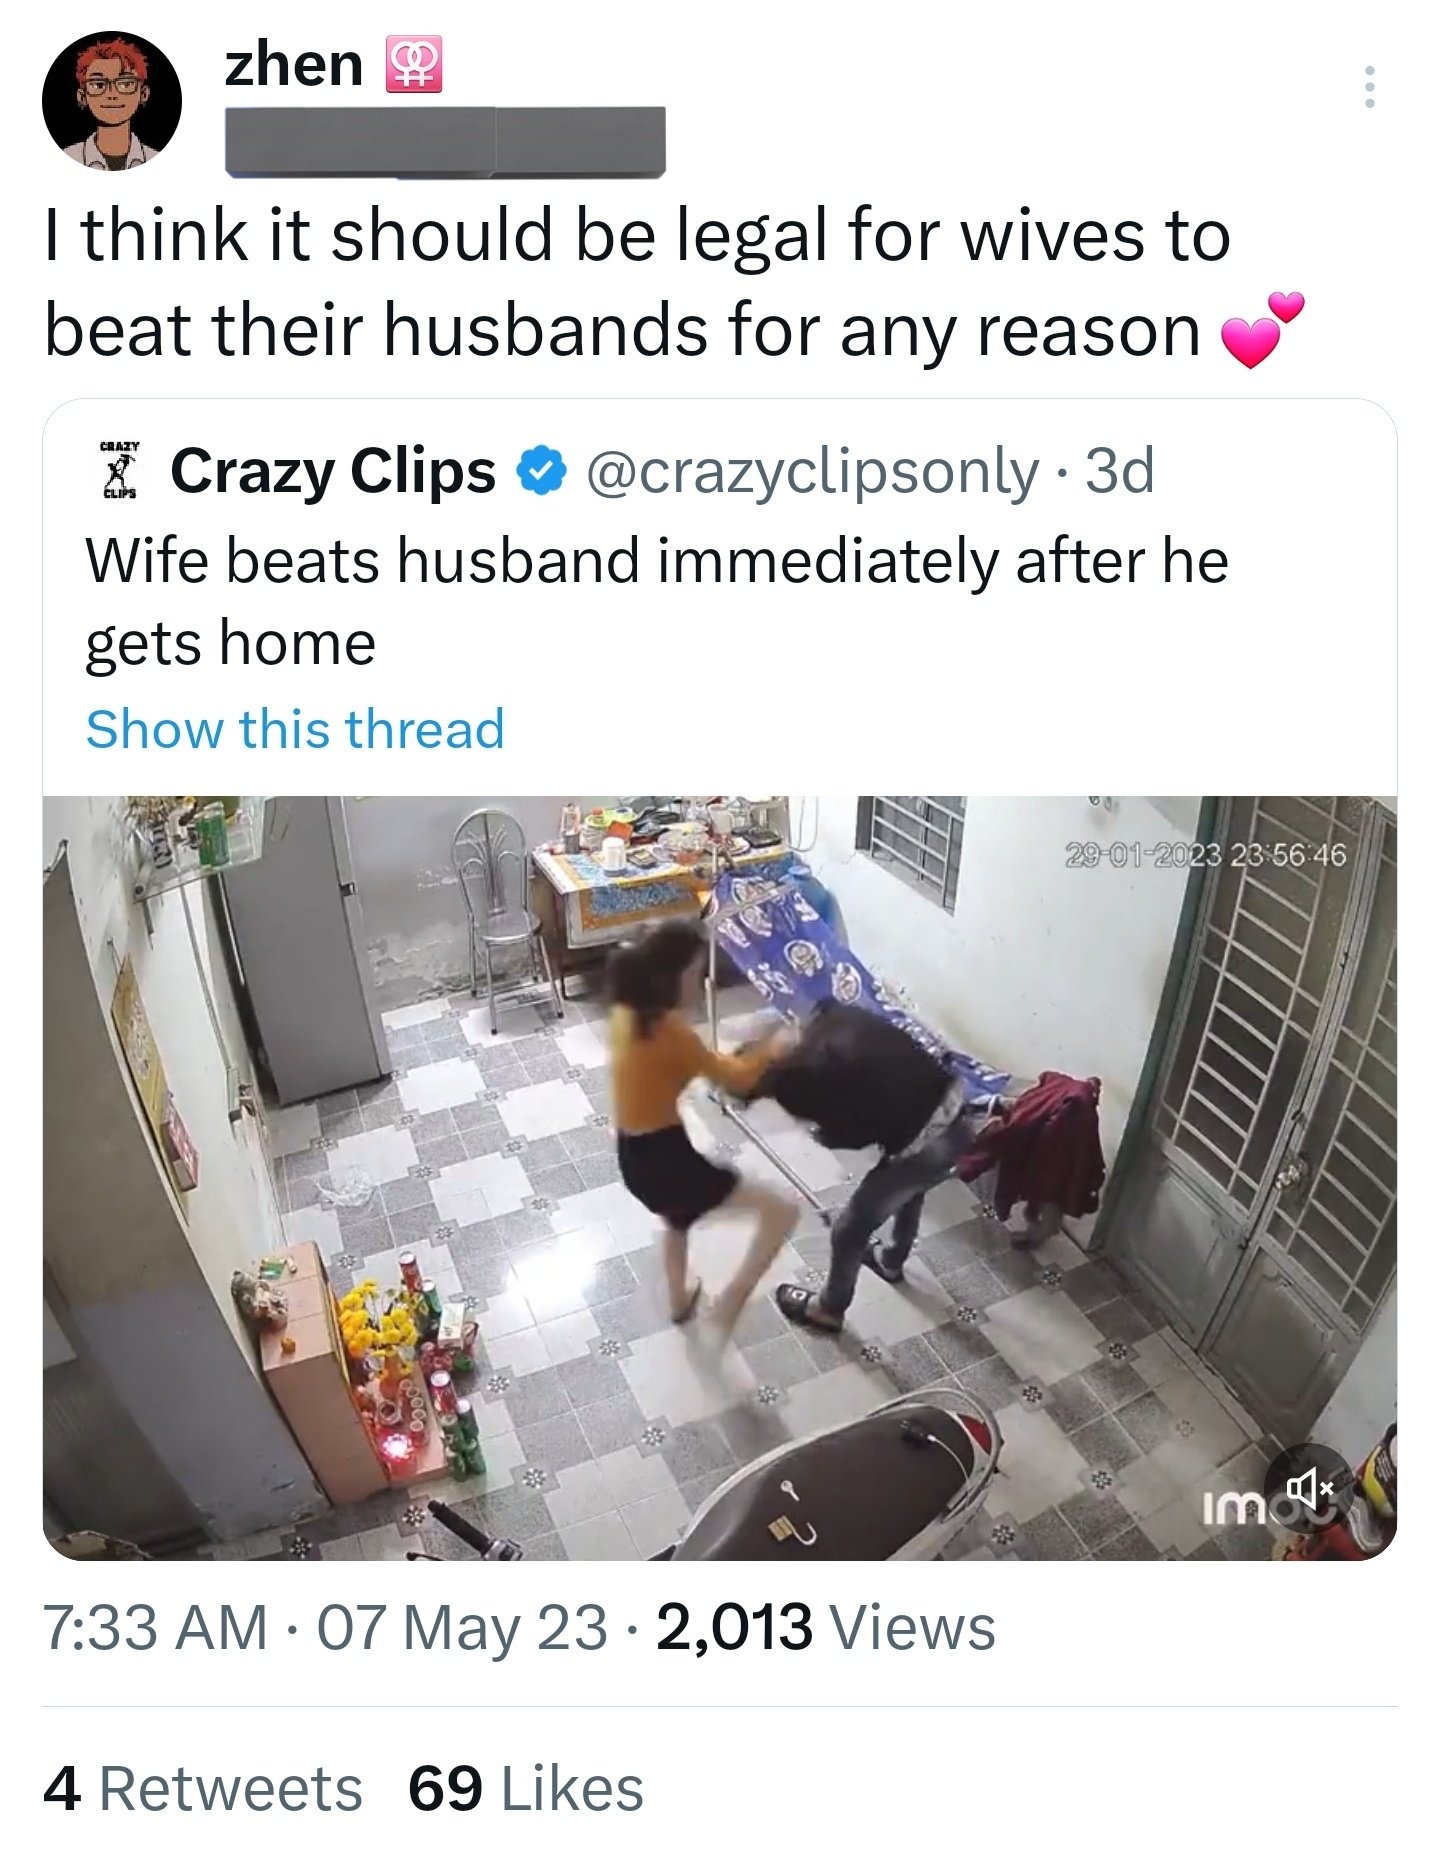 zhen ♀♀
I think it should be legal for wives to
beat their husbands for any reason 💕
CRAZY
CLIPS
Crazy Clips @crazyclipsonly · 3d
Wife beats husband immediately after he
gets home
Show this thread
29-01-2023 23:56:46
7:33 AM · 07 May 23 · 2,013 Views
4 Retweets 69 Likes